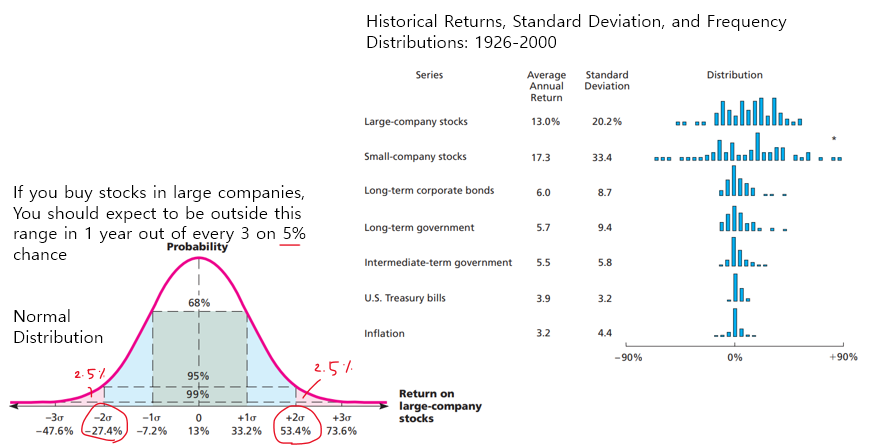 Historical Returns, Standard Deviation, and Frequency
Distributions: 1926-2000
Series
Average
Annual
Return
Standard
Deviation
Distribution
Large-company stocks 13.0% 20.2%
*
Small-company stocks 17.3 33.4
Long-term corporate bonds 6.0 8.7
Long-term government 5.7 9.4
Intermediate-term government 5.5 5.8
U.S. Treasury bills 3.9 3.2
Inflation 3.2 4.4
−90% 0% +90%
If you buy stocks in large companies,
You should expect to be outside this
range in 1 year out of every 3 on 5%
chance
Probability
Normal
Distribution
68%
2.5% 2.5%
95%
99%
−3σ −2σ −1σ 0 +1σ +2σ +3σ
−47.6% −27.4% −7.2% 13% 33.2% 53.4% 73.6%
Return on
large-company
stocks